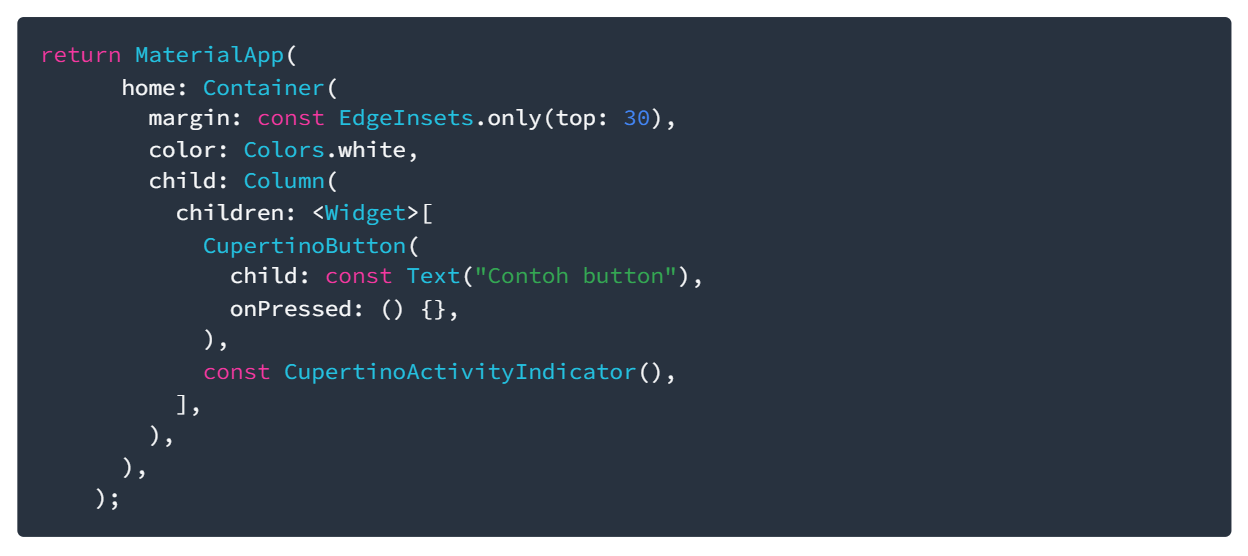 return MaterialApp(
      home: Container(
        margin: const EdgeInsets.only(top: 30),
        color: Colors.white,
        child: Column(
          children: <Widget>[
            CupertinoButton(
              child: const Text("Contoh button"),
              onPressed: () {},
            ),
            const CupertinoActivityIndicator(),
          ],
        ),
      ),
    );